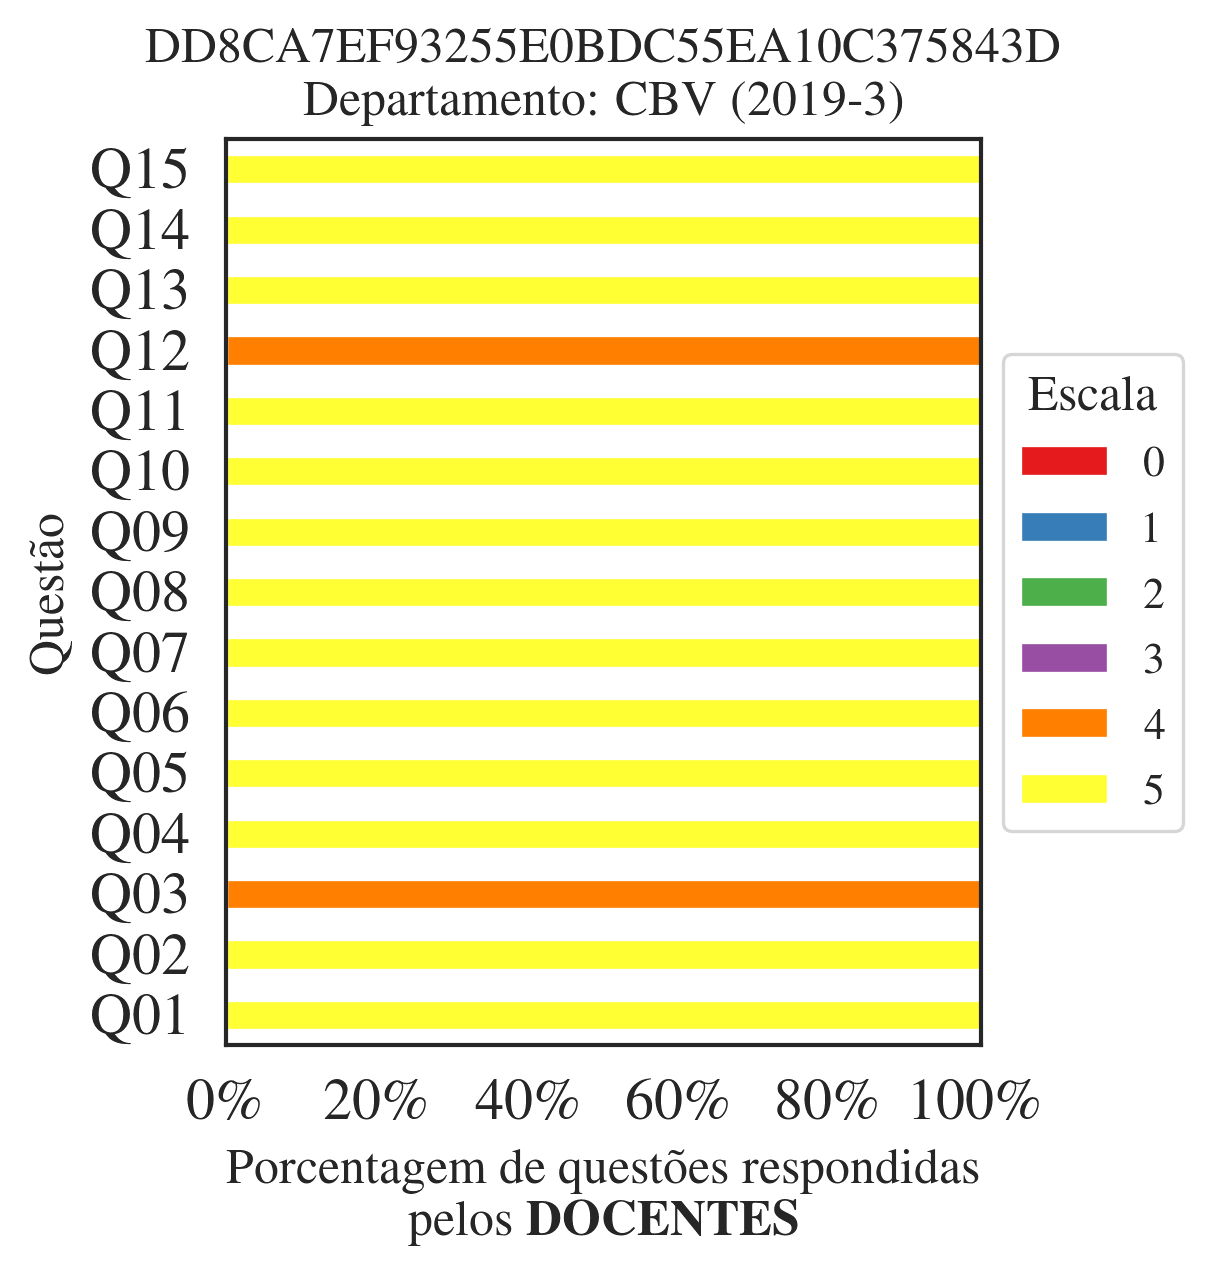 DD8CA7EF93255E0BDC55EA10C375843D
Departamento: CBV (2019-3)
Q15
Q14
Q13
Q12
Q11
Q10
Q09
Q08
Q07
Q06
Q05
Q04
Q03
Q02
Q01
Questão
0% 20% 40% 60% 80% 100%
Porcentagem de questões respondidas
pelos DOCENTES
Escala
0
1
2
3
4
5